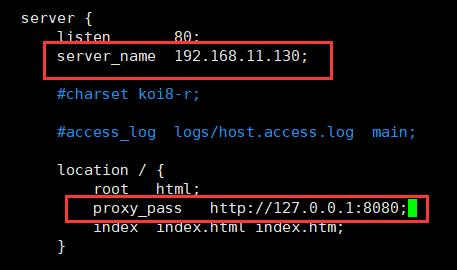 server {
    listen       80;
    server_name  192.168.11.130;
    #charset koi8-r;
    #access_log  logs/host.access.log  main;
    location / {
        root   html;
        proxy_pass   http://127.0.0.1:8080;
        index  index.html index.htm;
    }